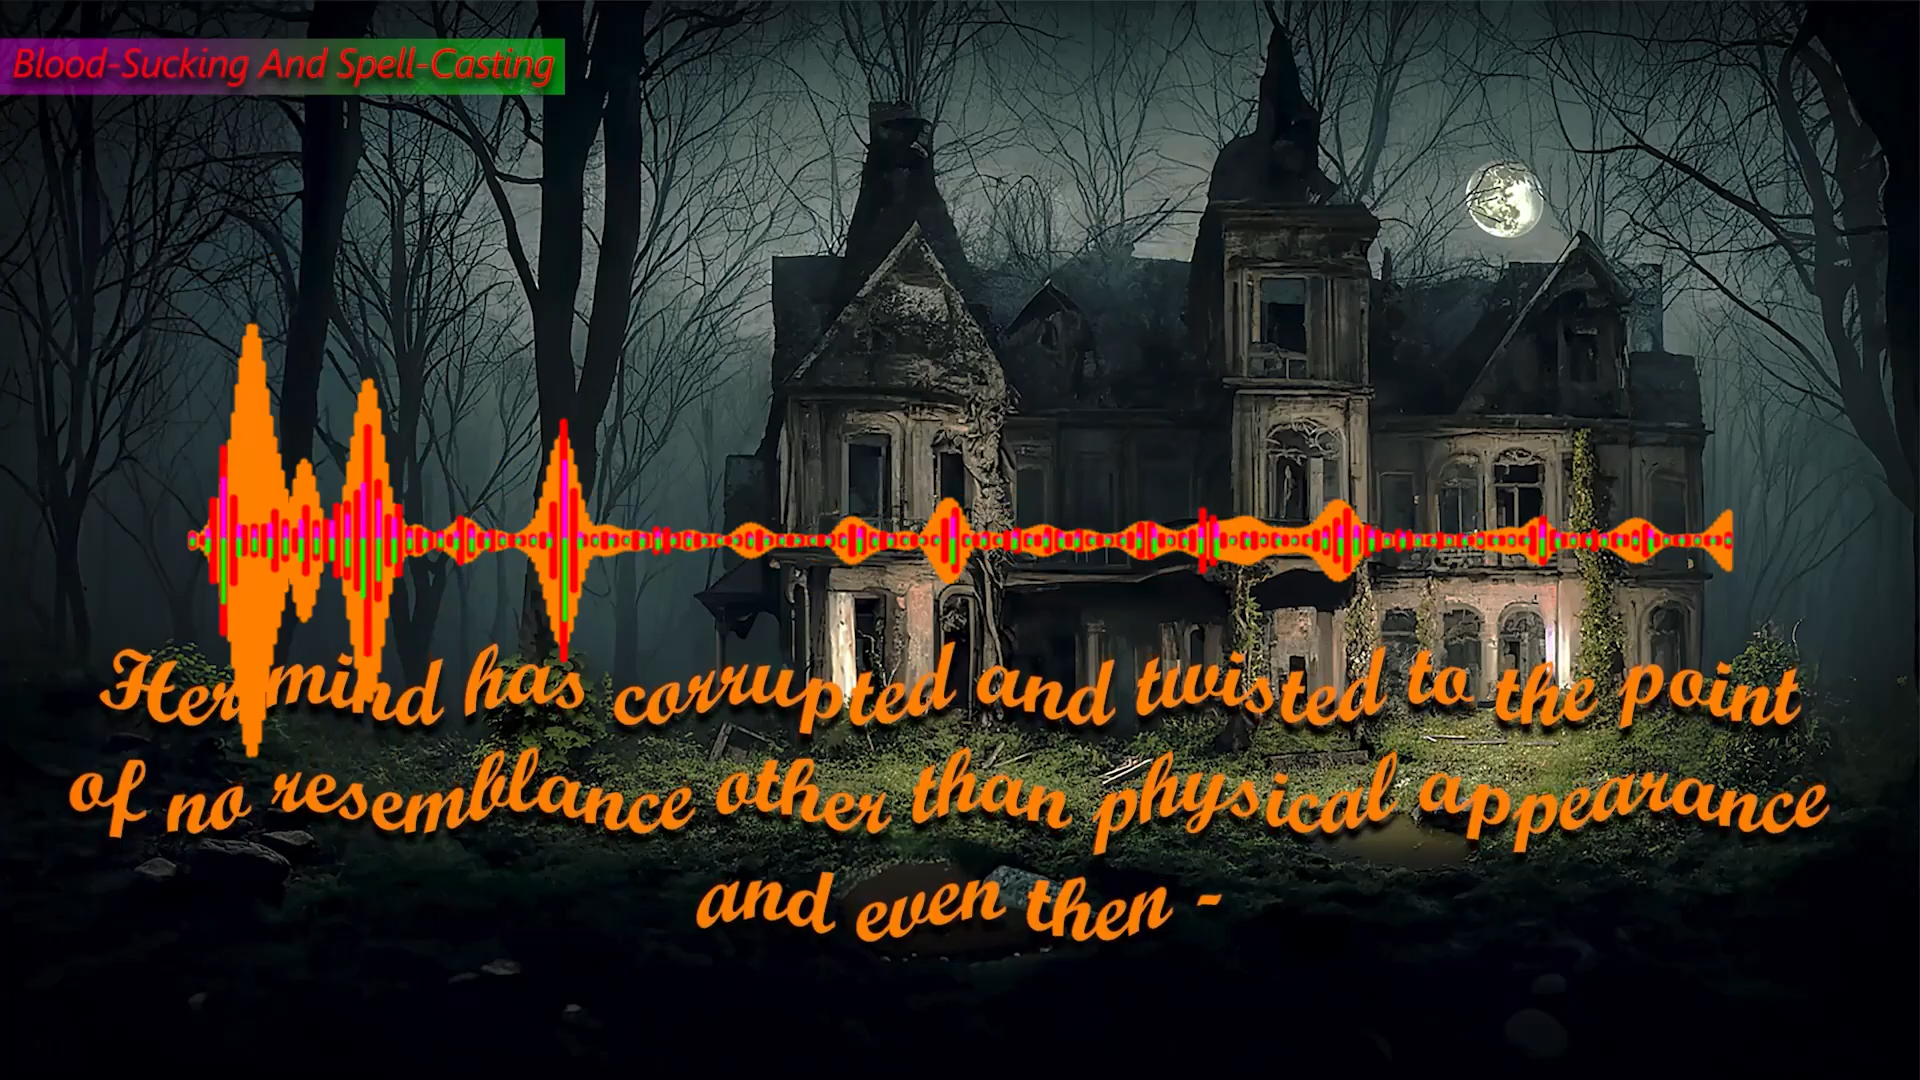 Blood-Sucking And Spell-Casting
Her mind has corrupted and twisted to the point
of no resemblance other than physical appearance
and even then -